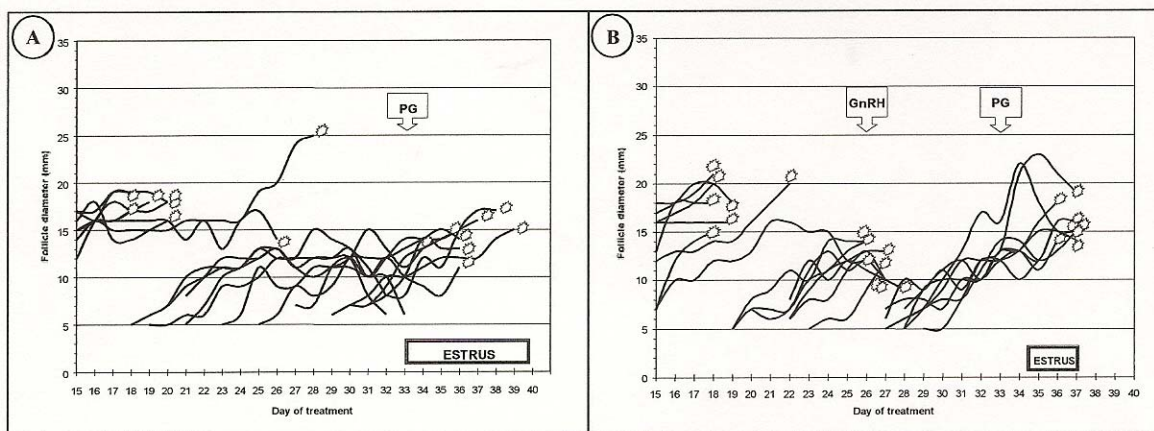 A
35
30
25
20
15
10
5
0
Follicle diameter (mm)
PG
ESTRUS
15 16 17 18 19 20 21 22 23 24 25 26 27 28 29 30 31 32 33 34 35 36 37 38 39 40
Day of treatment
B
35
30
25
20
15
10
5
0
Follicle diameter (mm)
GnRH
PG
ESTRUS
15 16 17 18 19 20 21 22 23 24 25 26 27 28 29 30 31 32 33 34 35 36 37 38 39 40
Day of treatment